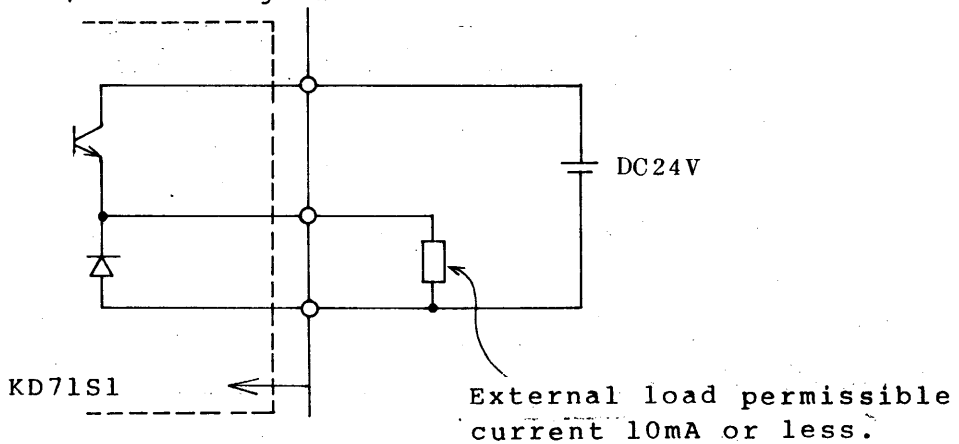 DC24V
KD71S1
External load permissible
current 10mA or less.